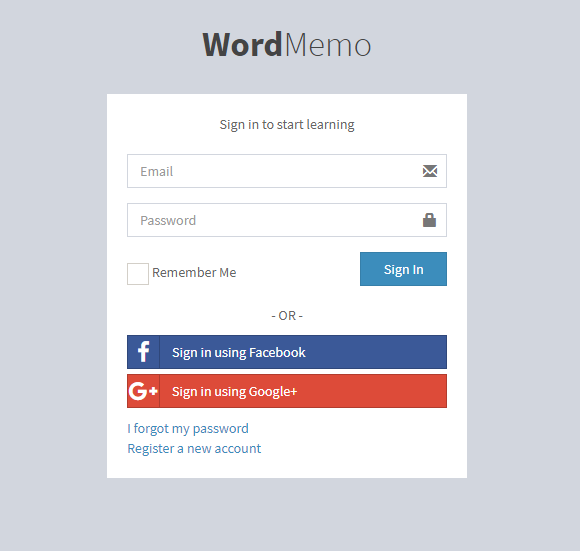 WordMemo
Sign in to start learning
Email
Password
Remember Me
Sign In
- OR -
Sign in using Facebook
Sign in using Google+
I forgot my password
Register a new account